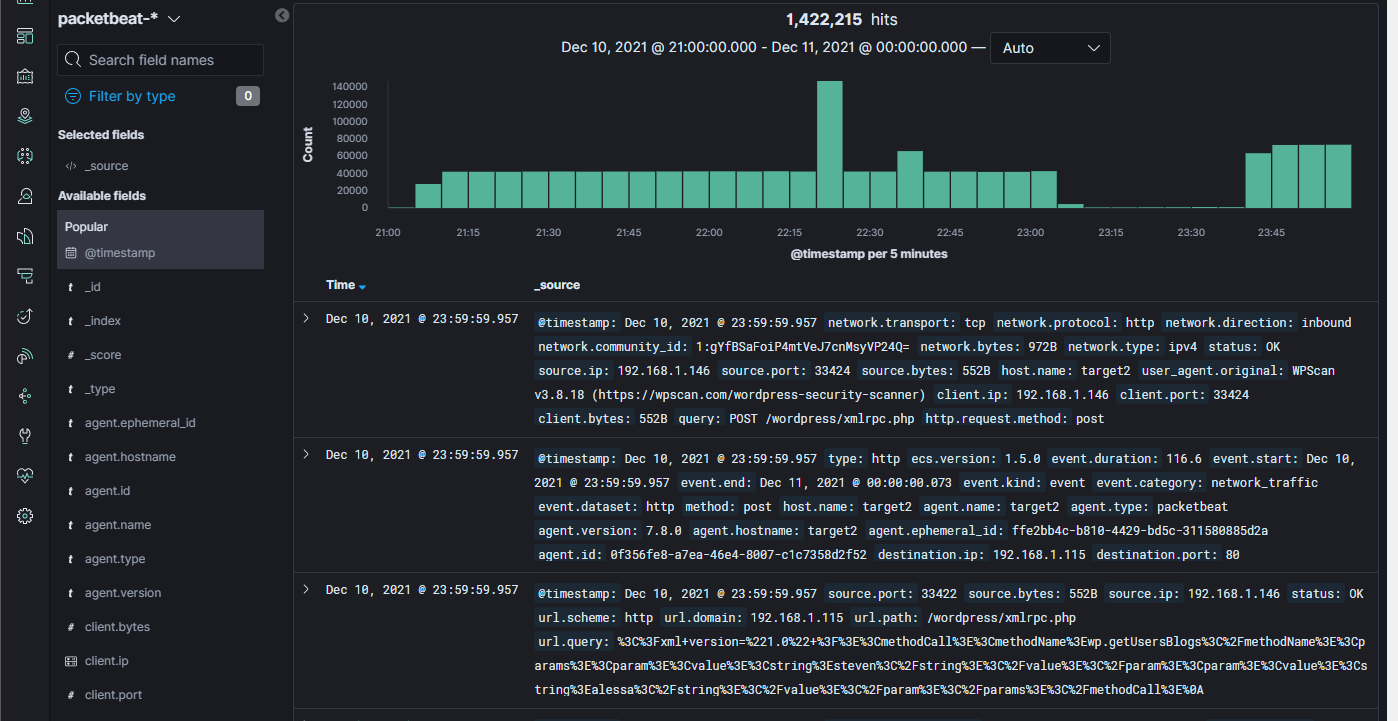 packetbeat-*
Search field names
Filter by type 0
Selected fields
_source
Available fields
Popular
@timestamp
_id
_index
_score
_type
agent.ephemeral_id
agent.hostname
agent.id
agent.name
agent.type
agent.version
client.bytes
client.ip
client.port
1,422,215 hits
Dec 10, 2021 @ 21:00:00.000 - Dec 11, 2021 @ 00:00:00.000 — Auto
Count
140000
120000
100000
80000
60000
40000
20000
0
21:00 21:15 21:30 21:45 22:00 22:15 22:30 22:45 23:00 23:15 23:30 23:45
@timestamp per 5 minutes
Time _source
Dec 10, 2021 @ 23:59:59.957 @timestamp: Dec 10, 2021 @ 23:59:59.957 network.transport: tcp network.protocol: http network.direction: inbound
network.community_id: 1:gYfBSaFoiP4mtVeJ7cnMsyVP24Q= network.bytes: 972B network.type: ipv4 status: OK
source.ip: 192.168.1.146 source.port: 33424 source.bytes: 552B host.name: target2 user_agent.original: WPScan
v3.8.18 (https://wpscan.com/wordpress-security-scanner) client.ip: 192.168.1.146 client.port: 33424
client.bytes: 552B query: POST /wordpress/xmlrpc.php http.request.method: post
Dec 10, 2021 @ 23:59:59.957 @timestamp: Dec 10, 2021 @ 23:59:59.957 type: http ecs.version: 1.5.0 event.duration: 116.6 event.start: Dec 10,
2021 @ 23:59:59.957 event.end: Dec 11, 2021 @ 00:00:00.073 event.kind: event event.category: network_traffic
event.dataset: http method: post host.name: target2 agent.name: target2 agent.type: packetbeat
agent.version: 7.8.0 agent.hostname: target2 agent.ephemeral_id: ffe2bb4c-b810-4429-bd5c-311580885d2a
agent.id: 0f356fe8-a7ea-46e4-8007-c1c7358d2f52 destination.ip: 192.168.1.115 destination.port: 80
Dec 10, 2021 @ 23:59:59.957 @timestamp: Dec 10, 2021 @ 23:59:59.957 source.port: 33422 source.bytes: 552B source.ip: 192.168.1.146 status: OK
url.scheme: http url.domain: 192.168.1.115 url.path: /wordpress/xmlrpc.php
url.query: %3C%3Fxml+version=%221.0%22+%3F%3E%3CmethodCall%3E%3CmethodName%3Ewp.getUsersBlogs%3C%2FmethodName%3E%3Cp
arams%3E%3Cparam%3E%3Cvalue%3E%3Cstring%3Esteven%3C%2Fstring%3E%3C%2Fvalue%3E%3C%2Fparam%3E%3Cparam%3E%3Cvalue%3E%3Cs
tring%3Ealessa%3C%2Fstring%3E%3C%2Fvalue%3E%3C%2Fparam%3E%3C%2Fparams%3E%3C%2FmethodCall%3E%0A